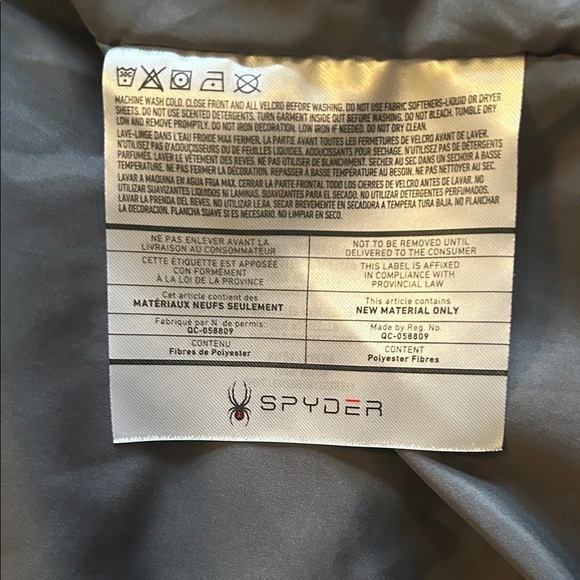 30C
MACHINE WASH COLD. CLOSE FRONT AND ALL VELCRO BEFORE WASHING. DO NOT USE FABRIC SOFTENERS-LIQUID OR DRYER
SHEETS. DO NOT USE SCENTED DETERGENTS. TURN GARMENT INSIDE OUT BEFORE WASHING. DO NOT BLEACH. TUMBLE DRY
LOW AND REMOVE PROMPTLY. DO NOT IRON DECORATION. LOW IRON IF NEEDED. DO NOT DRY CLEAN.
LAVE-LINGE DANS L'EAU FROIDE MAX FERMER. LA PARTIE AVANT TOUTES LES FERMETURES DE VELCRO AVANT DE LAVER.
N'UTILISEZ PAS D'ADOUCISSEURS OU DE FEUILLES LIQUIDES, ADOUCISSANTS POUR SECHAGE. N'UTILISEZ PAS DE DETERGENTS
PARFUMÉS. LAVER LE VÊTEMENT DES REVES. NE PAS UTILISER DE BLANCHIMENT. SÉCHER AU SEC DANS UN SECHOIR A BASSE
TEMPERATURE. NE PAS FERMER LA DÉCORATION. REPASSER A BASSE TEMPÉRATURE AU BESOIN. NE PAS NETTOYER AU SEC.
LAVAR A MAQUINA EN AGUA FRIA MAX. CERRAR LA PARTE FRONTAL TODO LOS CIERRES DE VELCRO ANTES DE LAVAR. NO
UTILIZAR SUAVIZANTES LIQUIDOS NI LAMINAS, SUAVIZANTES PARA EL SECADO. NO UTILIZAR DETERGENTES PERFUMADOS.
LAVAR LA PRENDA DEL REVES. NO UTILIZAR LEJIA. SECAR BREVEMENTE EN SECADORA A TEMPERATURA BAJA. NO PLANCHAR
LA DECORACION. PLANCHA SUAVE SI ES NECESARIO. NO LIMPIAR EN SECO.
NE PAS ENLEVER AVANT LA
LIVRAISON AU CONSOMMATEUR
NOT TO BE REMOVED UNTIL
DELIVERED TO THE CONSUMER
CETTE ÉTIQUETTE EST APPOSÉE
CON FORMÉMENT
À LA LOI DE LA PROVINCE
THIS LABEL IS AFFIXED
IN COMPLIANCE WITH
PROVINCIAL LAW
Cet article contient des
MATÉRIAUX NEUFS SEULEMENT
This article contains
NEW MATERIAL ONLY
Fabriqué par N. de permis:
QC-058809
Made by Reg. No.
QC-058809
CONTENU
Fibres de Polyester
CONTENT
Polyester Fibres
SPYDER